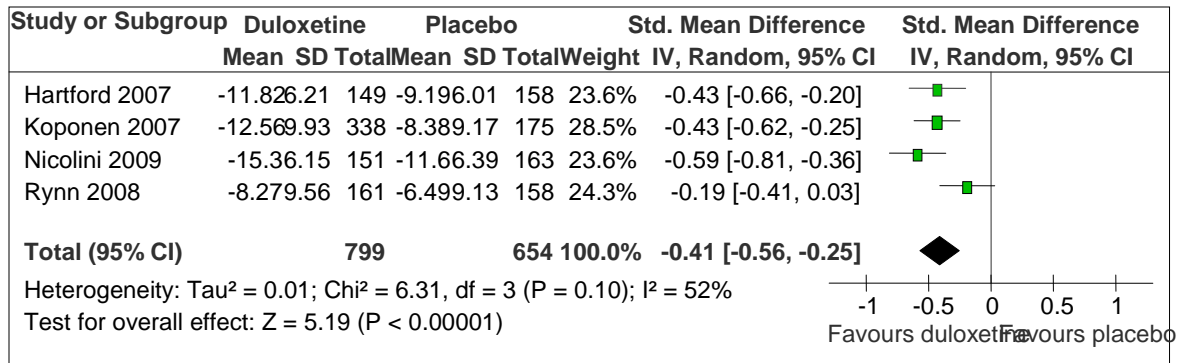 Study or Subgroup Duloxetine Placebo Std. Mean Difference Std. Mean Difference
Mean SD Total Mean SD Total Weight IV, Random, 95% CI IV, Random, 95% CI
Hartford 2007 -11.82 6.21 149 -9.19 6.01 158 23.6% -0.43 [-0.66, -0.20]
Koponen 2007 -12.56 9.93 338 -8.38 9.17 175 28.5% -0.43 [-0.62, -0.25]
Nicolini 2009 -15.3 6.15 151 -11.6 6.39 163 23.6% -0.59 [-0.81, -0.36]
Rynn 2008 -8.27 9.56 161 -6.49 9.13 158 24.3% -0.19 [-0.41, 0.03]
Total (95% CI) 799 654 100.0% -0.41 [-0.56, -0.25]
Heterogeneity: Tau² = 0.01; Chi² = 6.31, df = 3 (P = 0.10); I² = 52%
Test for overall effect: Z = 5.19 (P < 0.00001)
-1 -0.5 0 0.5 1
Favours duloxetine Favours placebo